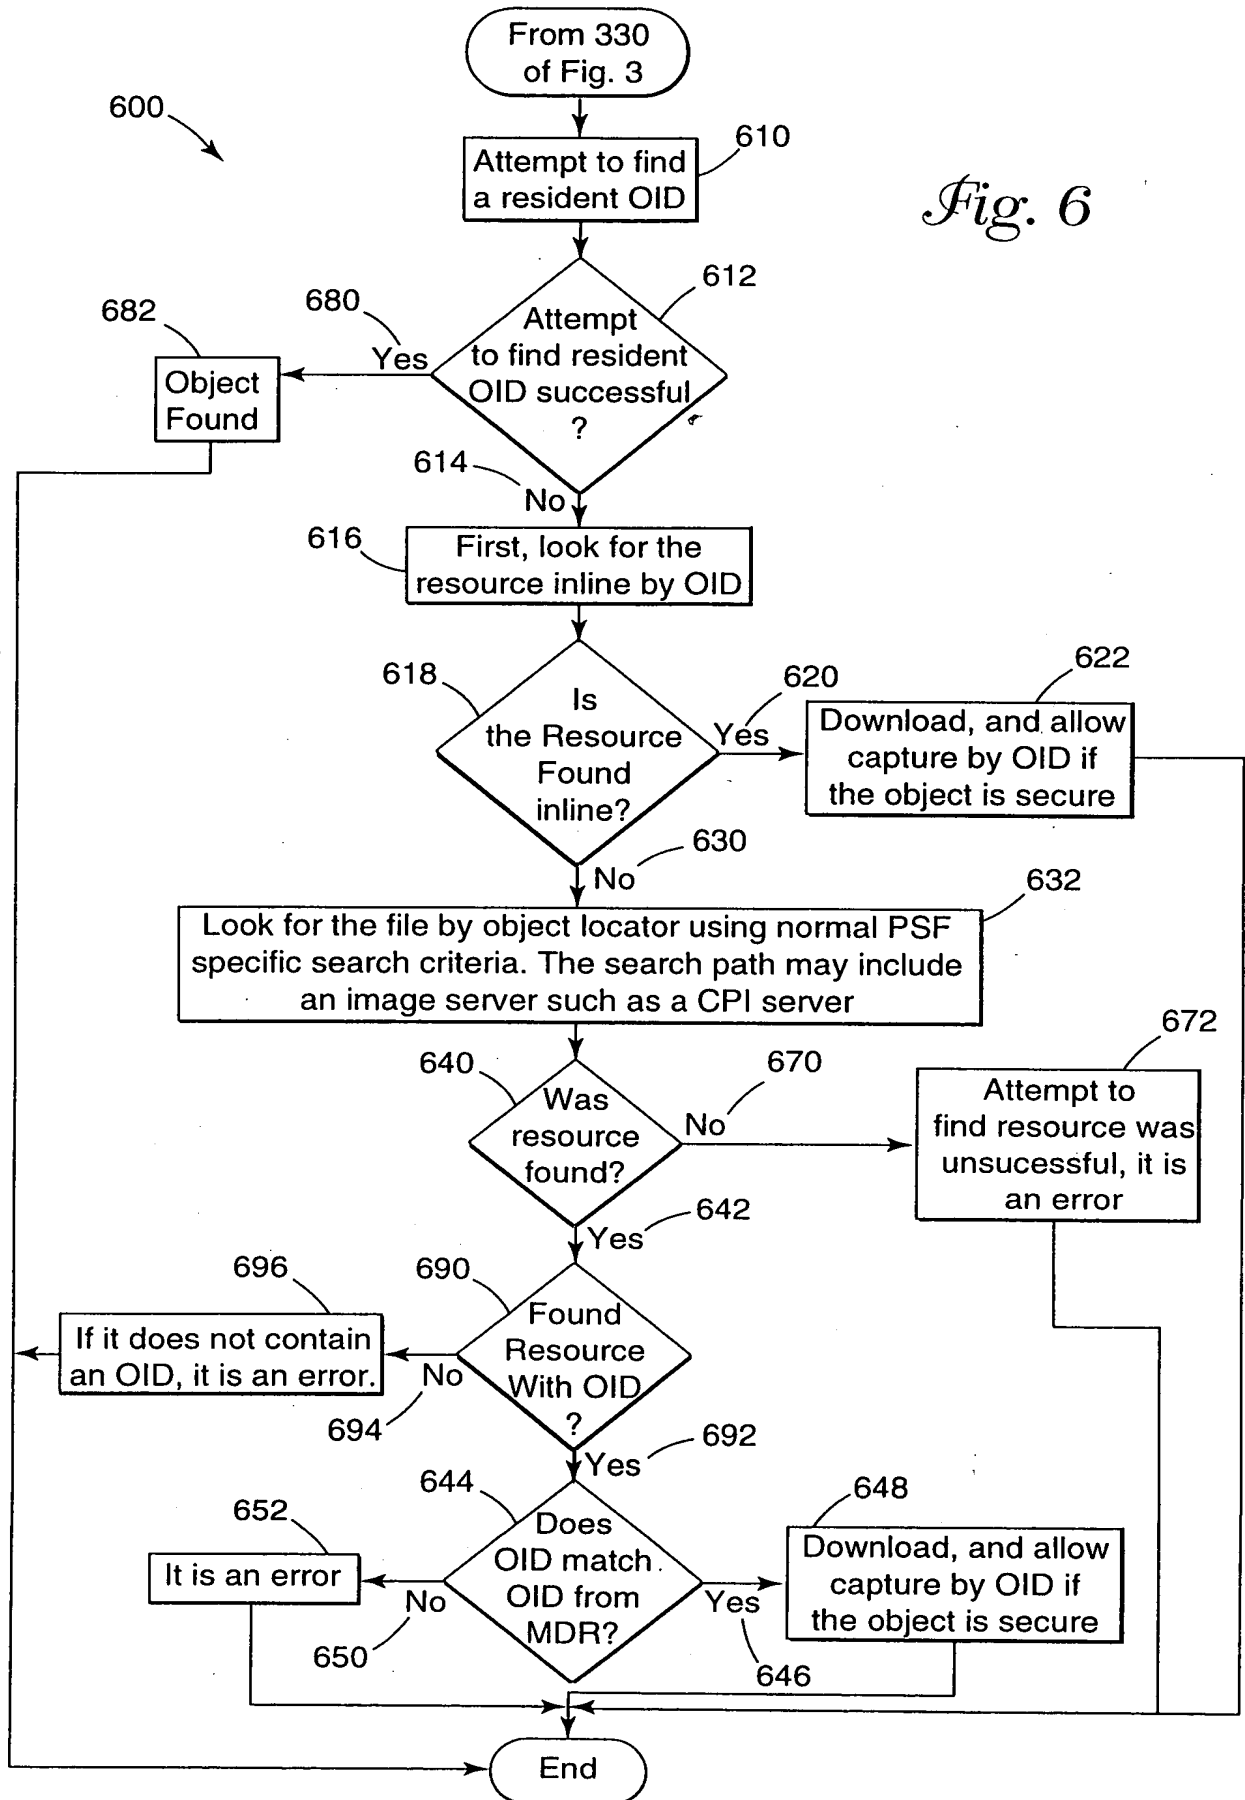 From 330
of Fig. 3
600
610
Attempt to find
a resident OID
Fig. 6
612
680
682
Attempt
to find resident
OID successful
?
Yes
Object
Found
614
No
616
First, look for the
resource inline by OID
618
620
622
Is
the Resource
Found
inline?
Yes
Download, and allow
capture by OID if
the object is secure
630
No
632
Look for the file by object locator using normal PSF
specific search criteria. The search path may include
an image server such as a CPI server
640
670
672
Was
resource
found?
No
Attempt to
find resource was
unsucessful, it is
an error
642
Yes
696
690
Found
Resource
With OID
?
If it does not contain
an OID, it is an error.
No
694
692
Yes
644
648
652
Does
OID match
OID from
MDR?
It is an error
No
650
Yes
646
Download, and allow
capture by OID if
the object is secure
End